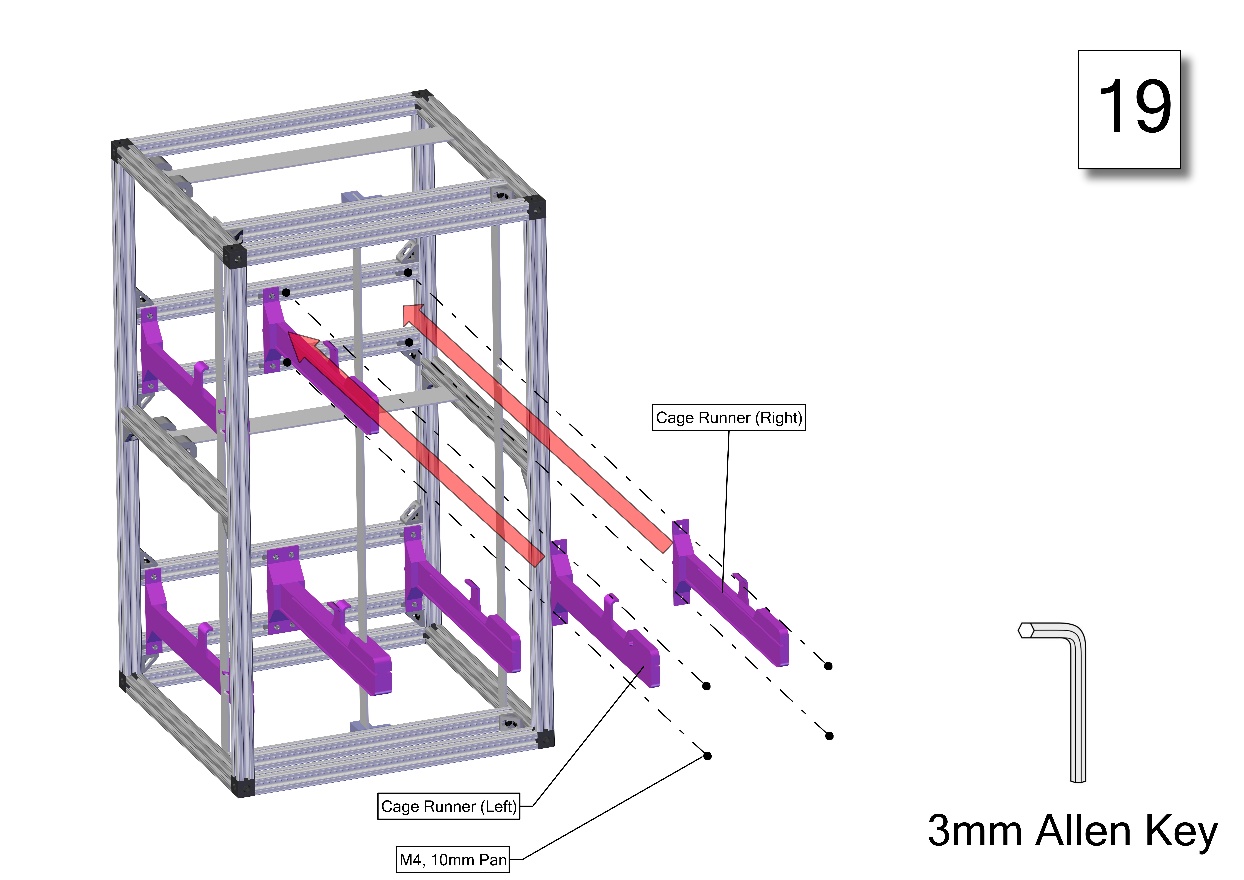 19
Cage Runner (Right)
Cage Runner (Left)
M4, 10mm Pan
3mm Allen Key